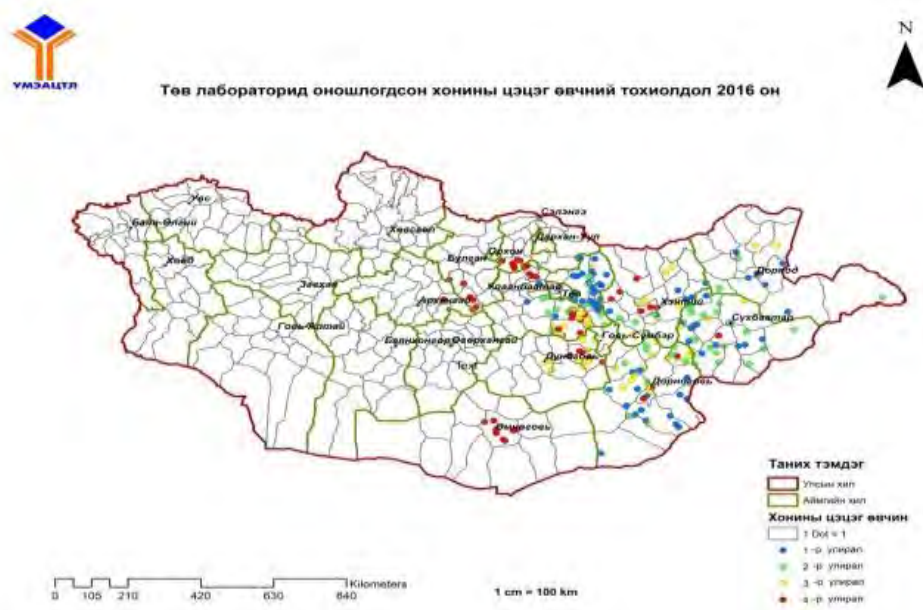 N
УМЭАЦТЛ
Төв лабораторид оношлогдсон хонины цэцэг өвчний тохиолдол 2016 он
Увс
Баян-Өлгий
Ховд
Завхан
Хөвсгөл
Говь-Алтай
Булган
Орхон
Сэлэнгэ
Дархан-Уул
Улаанбаатар
Төв
Архангай
Баянхонгор
Өвөрхангай
Text
Хэнтий
Дорнод
Сүхбаатар
Говь-Сүмбэр
Дундговь
Дорноговь
Өмнөговь
Таних тэмдэг
Улсын хил
Аймгийн хил
Хонины цэцэг өвчин
1 Dot = 1
1 -р улирал
2 -р улирал
3 -р улирал
4 -р улирал
Kilometers
0 105 210 420 630 840
1 cm = 100 km